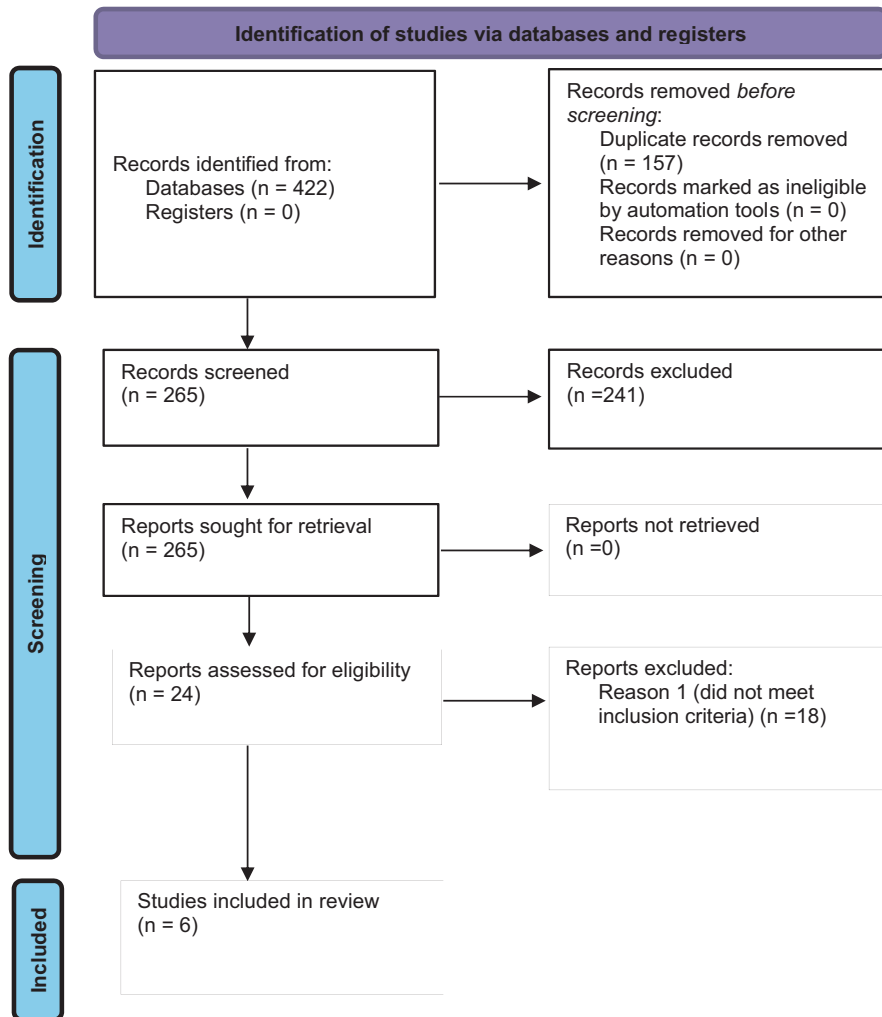 Identification of studies via databases and registers
Identification
Records identified from:
Databases (n = 422)
Registers (n = 0)
Records removed before
screening:
Duplicate records removed
(n = 157)
Records marked as ineligible
by automation tools (n = 0)
Records removed for other
reasons (n = 0)
Screening
Records screened
(n = 265)
Records excluded
(n =241)
Reports sought for retrieval
(n = 265)
Reports not retrieved
(n =0)
Reports assessed for eligibility
(n = 24)
Reports excluded:
Reason 1 (did not meet
inclusion criteria) (n =18)
Included
Studies included in review
(n = 6)